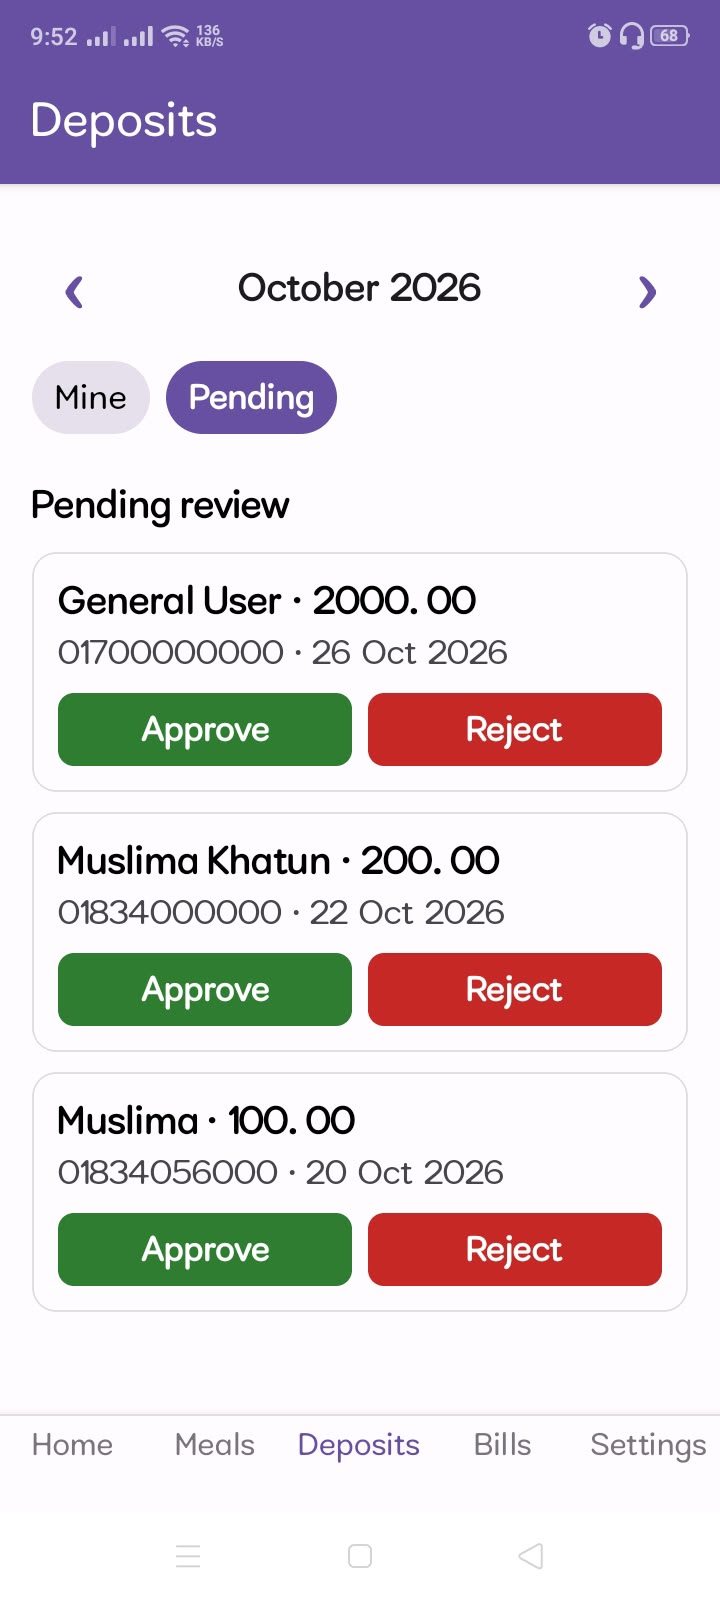 9:52 136 KB/S 68
Deposits
October 2026
Mine Pending
Pending review
General User · 2000.00
01700000000 · 26 Oct 2026
Approve Reject
Muslima Khatun · 200.00
01834000000 · 22 Oct 2026
Approve Reject
Muslima · 100.00
01834056000 · 20 Oct 2026
Approve Reject
Home Meals Deposits Bills Settings